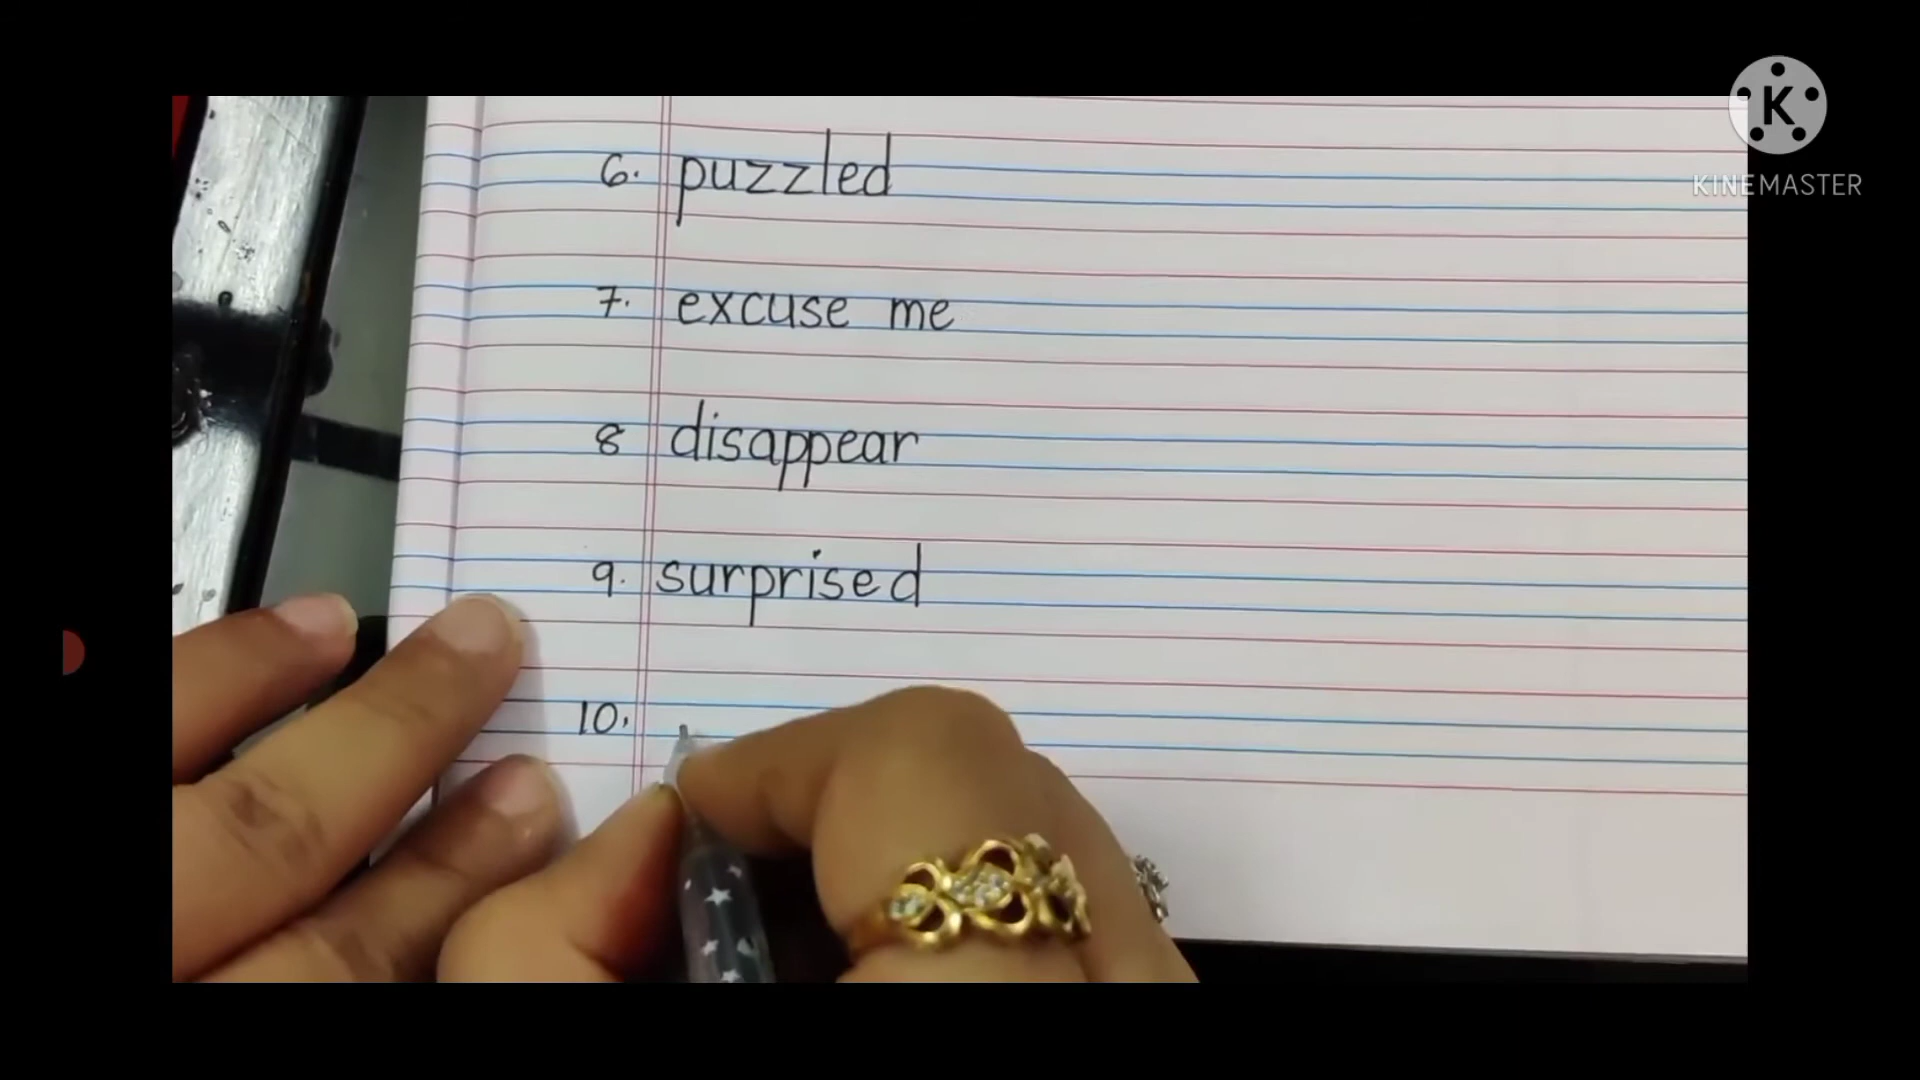 K
KINEMASTER
6. puzzled
7. excuse me
8 disappear
9. surprised
10.